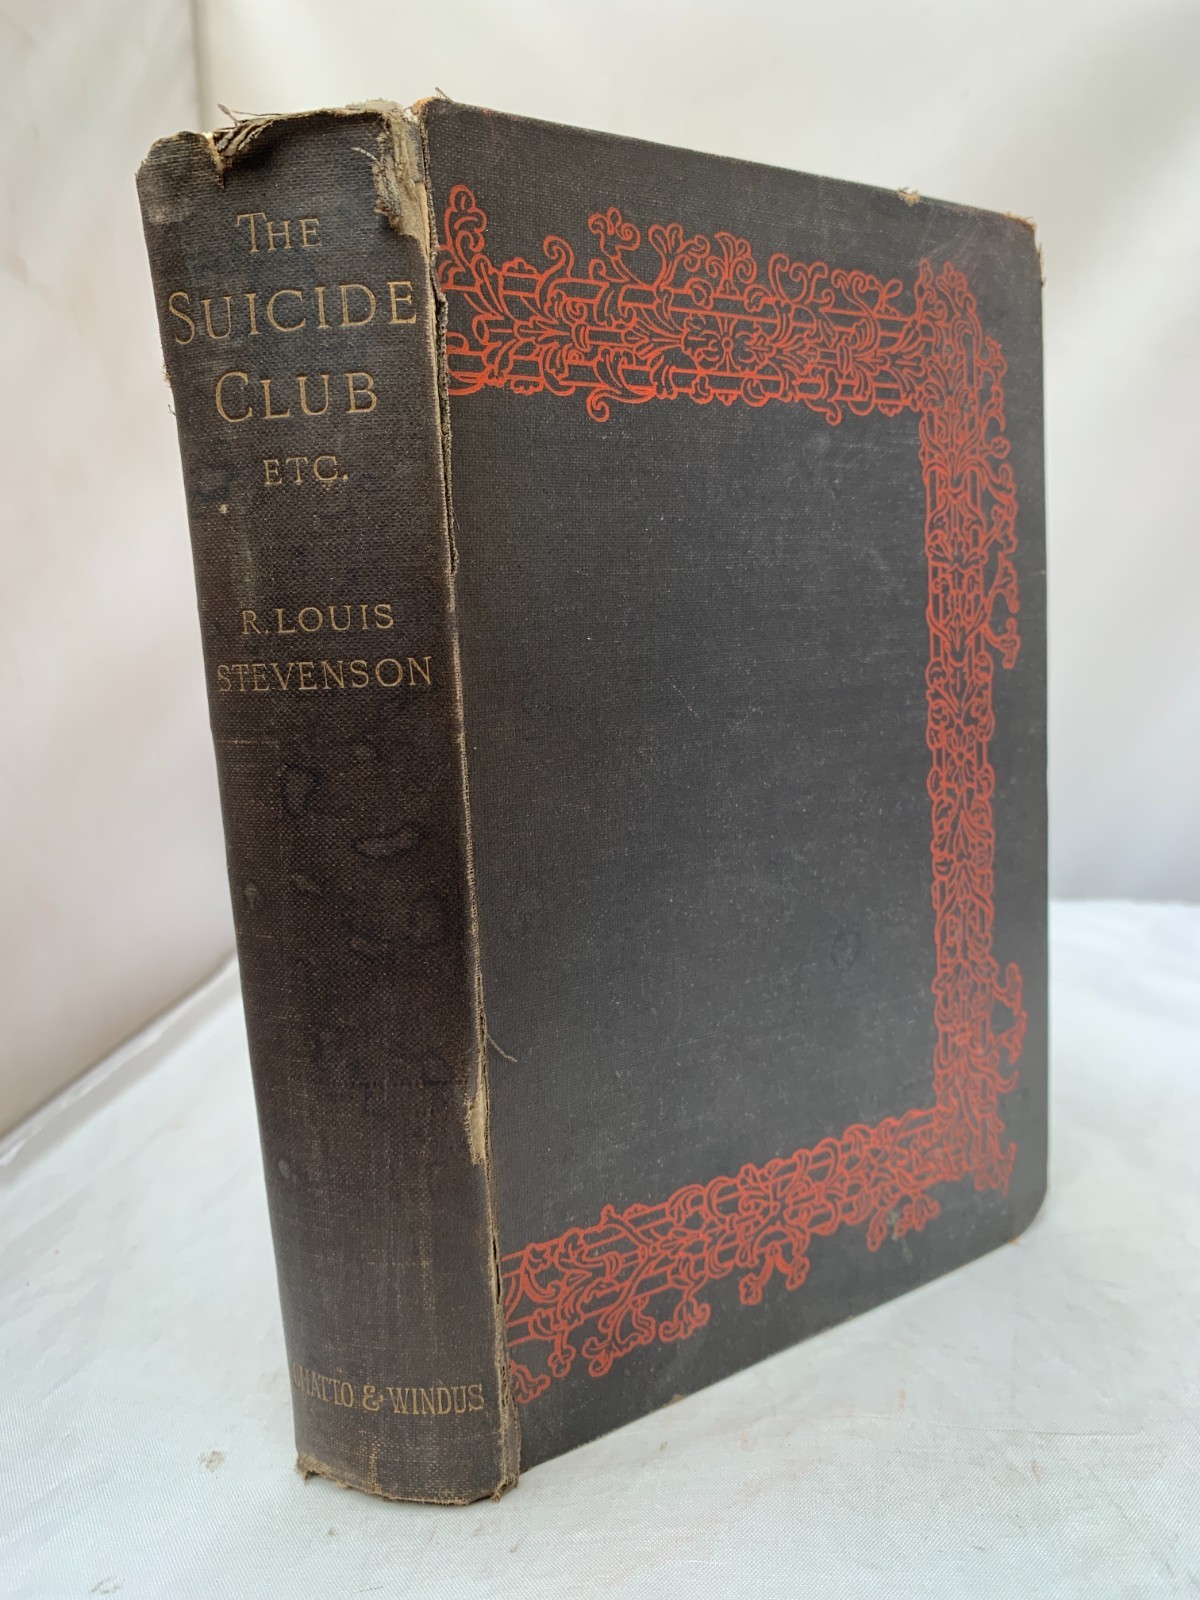 THE
SUICIDE
CLUB
ETC.
R. LOUIS
STEVENSON
CHATTO & WINDUS